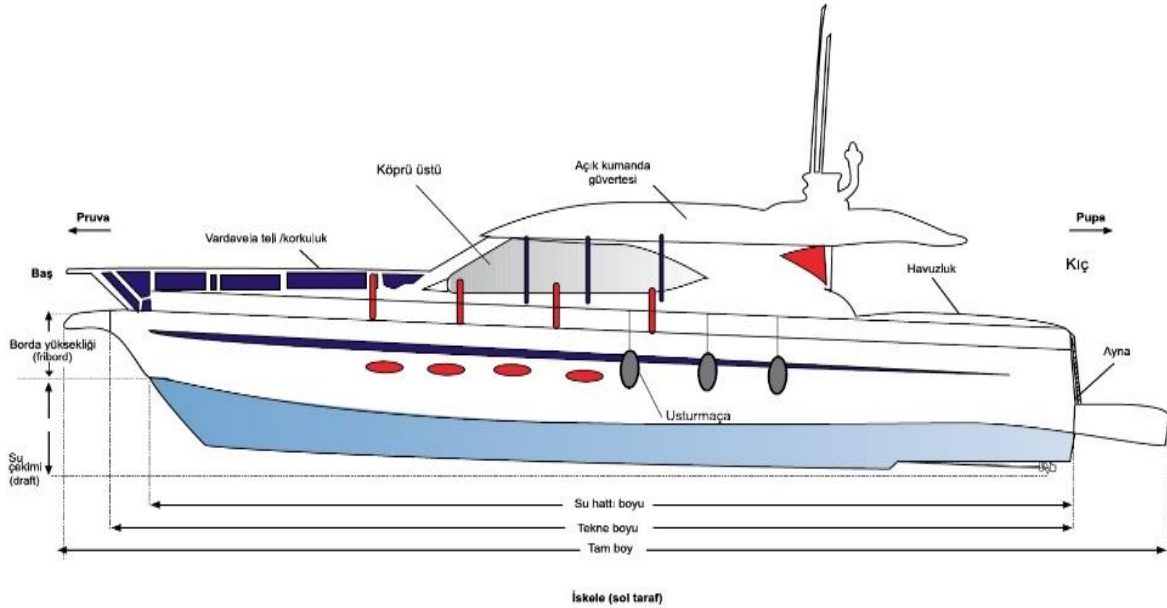 Köprü üstü
Açık kumanda
güvertesi
Pruva
Pupa
Vardavela teli /korkuluk
Baş
Havuzluk
Kıç
Borda yüksekliği
(fribord)
Ayna
Usturmaça
Su
çekimi
(draft)
Su hattı boyu
Tekne boyu
Tam boy
İskele (sol taraf)